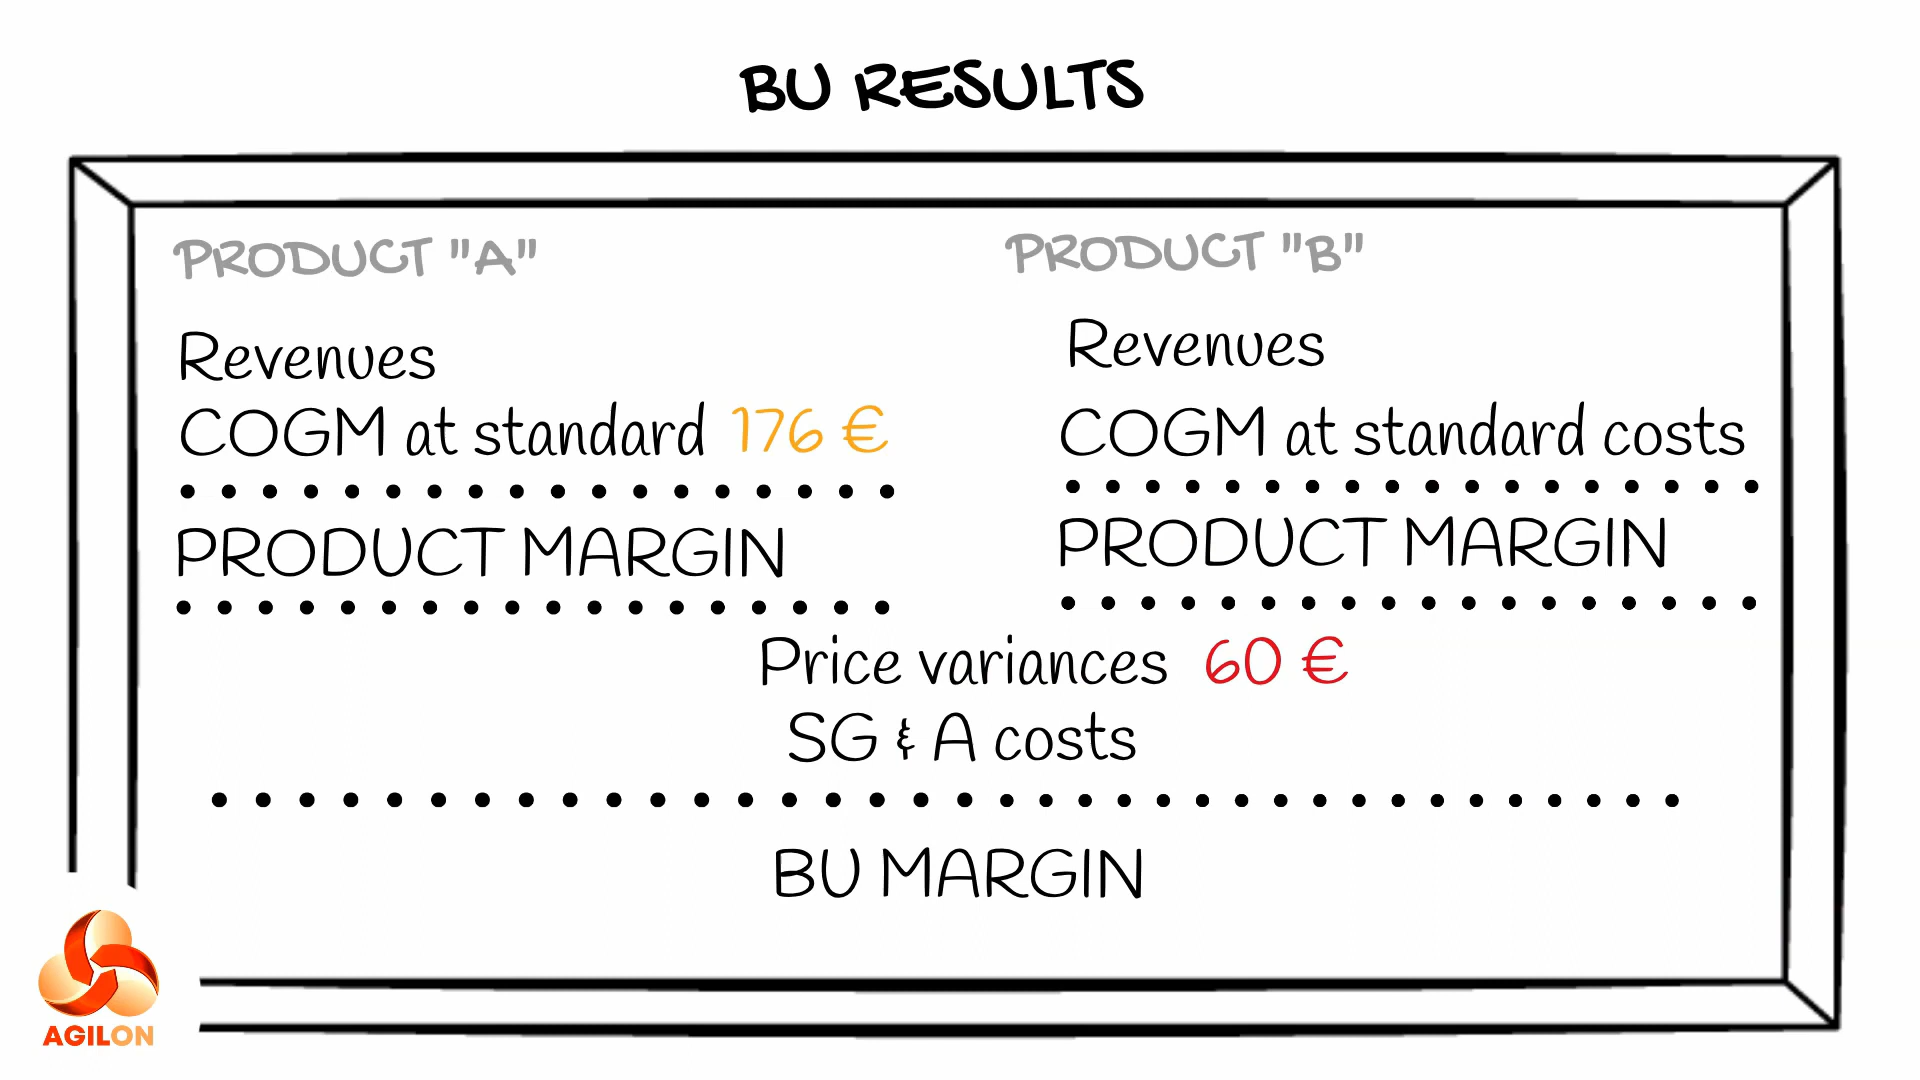 BU RESULTS
PRODUCT "A"
Revenues
COGM at standard 176 €
PRODUCT MARGIN
PRODUCT "B"
Revenues
COGM at standard costs
PRODUCT MARGIN
Price variances 60 €
SG & A costs
BU MARGIN
AGILON